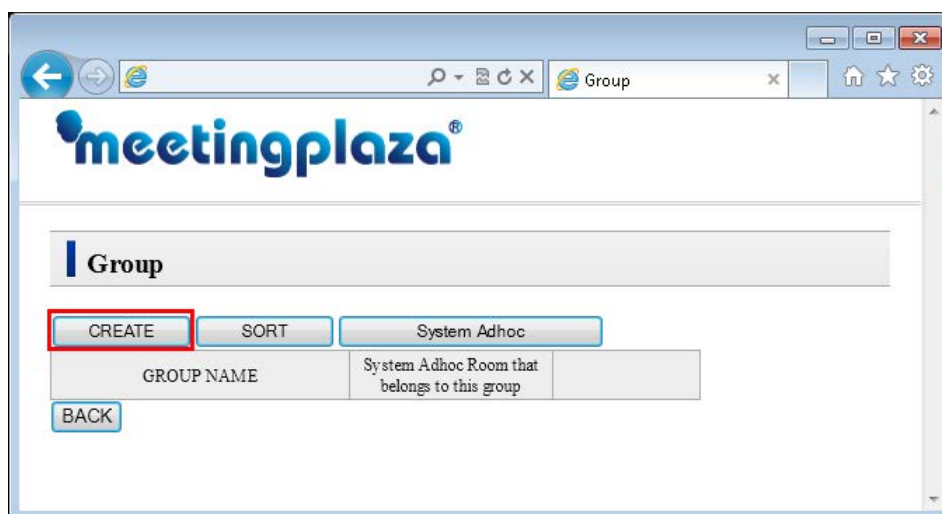 Group
meetingplaza®
Group
CREATE
SORT
System Adhoc
GROUP NAME
System Adhoc Room that
belongs to this group
BACK